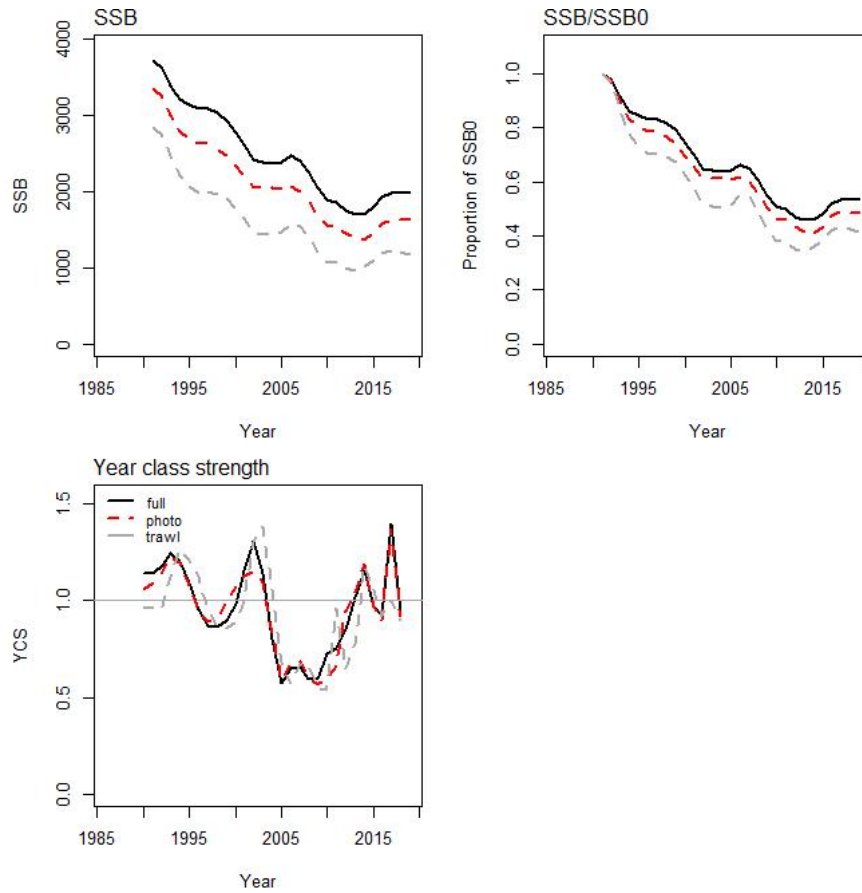 SSB
SSB
4000
3000
2000
1000
0
1985
1995
2005
2015
Year
SSB/SSB0
Proportion of SSB0
1.0
0.8
0.6
0.4
0.2
0.0
1985
1995
2005
2015
Year
Year class strength
full
photo
trawl
YCS
1.5
1.0
0.5
0.0
1985
1995
2005
2015
Year